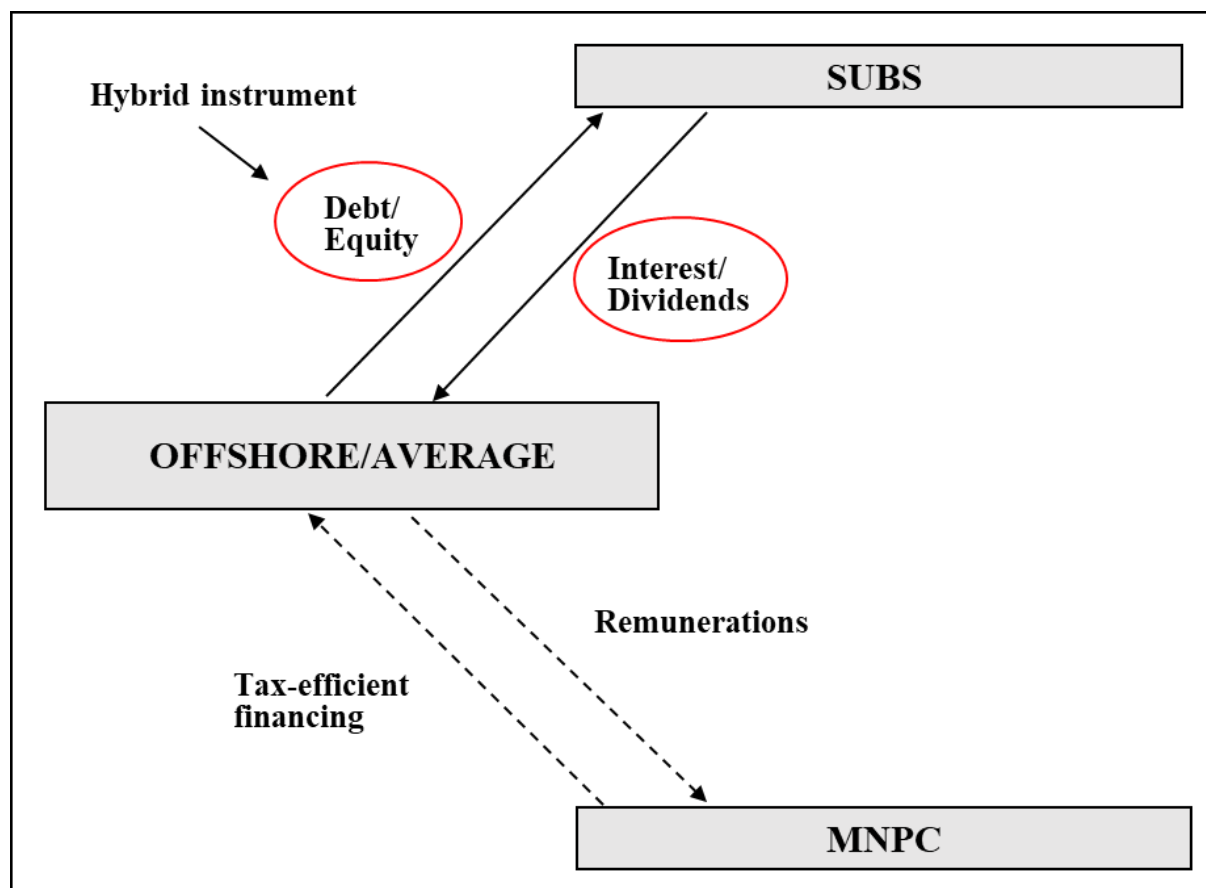 SUBS
Hybrid instrument
Debt/
Equity
Interest/
Dividends
OFFSHORE/AVERAGE
Remunerations
Tax-efficient
financing
MNPC